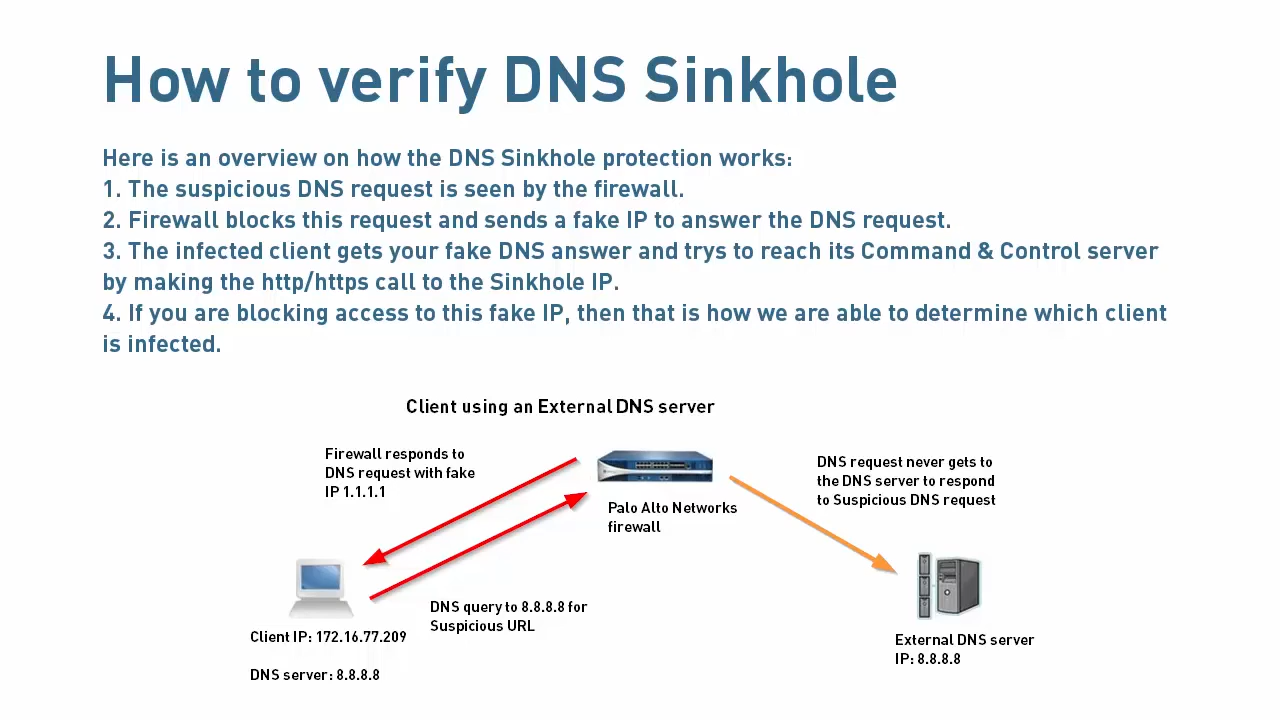 How to verify DNS Sinkhole
Here is an overview on how the DNS Sinkhole protection works:
1. The suspicious DNS request is seen by the firewall.
2. Firewall blocks this request and sends a fake IP to answer the DNS request.
3. The infected client gets your fake DNS answer and trys to reach its Command & Control server
by making the http/https call to the Sinkhole IP.
4. If you are blocking access to this fake IP, then that is how we are able to determine which client
is infected.
Client using an External DNS server
Firewall responds to
DNS request with fake
IP 1.1.1.1
Palo Alto Networks
firewall
DNS request never gets to
the DNS server to respond
to Suspicious DNS request
DNS query to 8.8.8.8 for
Suspicious URL
Client IP: 172.16.77.209
DNS server: 8.8.8.8
External DNS server
IP: 8.8.8.8